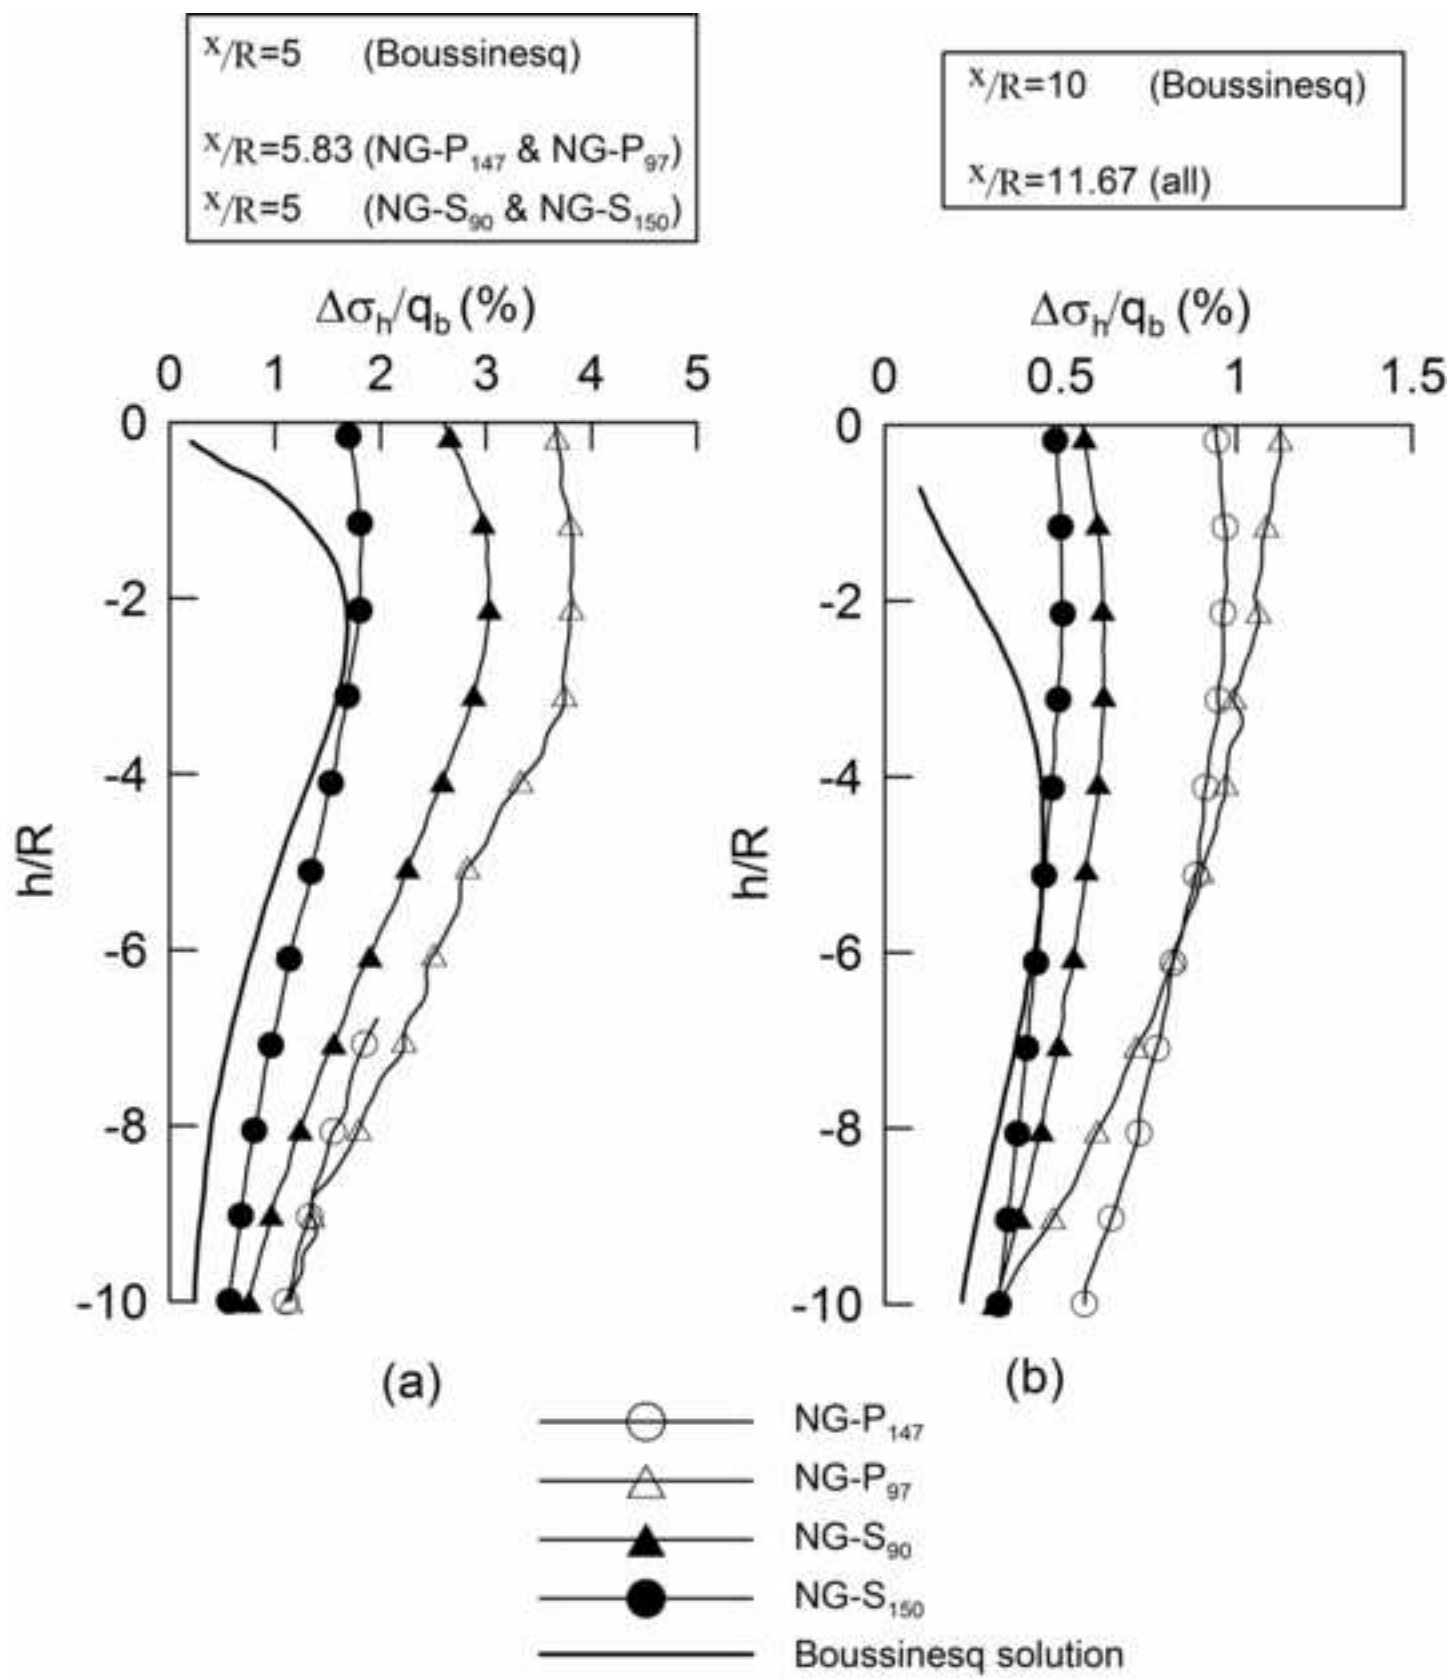 x/R=5 (Boussinesq)
x/R=5.83 (NG-P147 & NG-P97)
x/R=5 (NG-S90 & NG-S150)
Δσh/qb (%)
0 1 2 3 4 5
0
-2
-4
-6
-8
-10
h/R
(a)
x/R=10 (Boussinesq)
x/R=11.67 (all)
Δσh/qb (%)
0 0.5 1 1.5
0
-2
-4
-6
-8
-10
h/R
(b)
NG-P147
NG-P97
NG-S90
NG-S150
Boussinesq solution